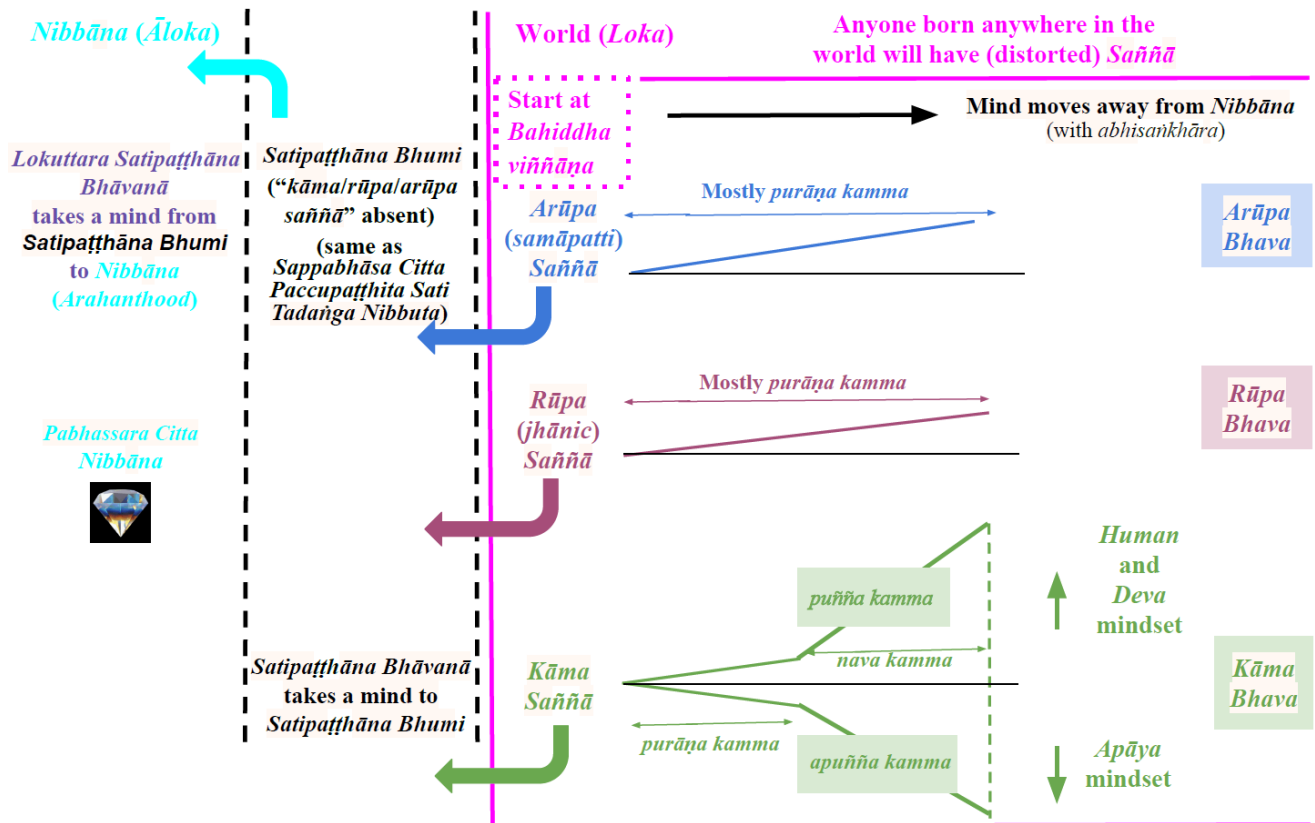 Nibbāna (Āloka)
World (Loka)
Anyone born anywhere in the
world will have (distorted) Saññā
Start at
Bahiddha
viññāṇa
Mind moves away from Nibbāna
(with abhisaṅkhāra)
Lokuttara Satipaṭṭhāna
Bhāvanā
takes a mind from
Satipaṭṭhāna Bhumi
to Nibbāna
(Arahanthood)
Satipaṭṭhāna Bhumi
(“kāma/rūpa/arūpa
saññā” absent)
(same as
Sappabhāsa Citta
Paccupaṭṭhita Sati
Tadaṅga Nibbuta)
Arūpa
(samāpatti)
Saññā
Mostly purāṇa kamma
Arūpa
Bhava
Rūpa
(jhānic)
Saññā
Mostly purāṇa kamma
Rūpa
Bhava
Pabhassara Citta
Nibbāna
Satipaṭṭhāna Bhāvanā
takes a mind to
Satipaṭṭhāna Bhumi
Kāma
Saññā
puñña kamma
nava kamma
purāṇa kamma
apuñña kamma
Human
and
Deva
mindset
Kāma
Bhava
Apāya
mindset